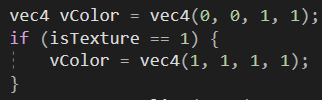 vec4 vColor = vec4(0, 0, 1, 1);
if (isTexture == 1) {
    vColor = vec4(1, 1, 1, 1);
}